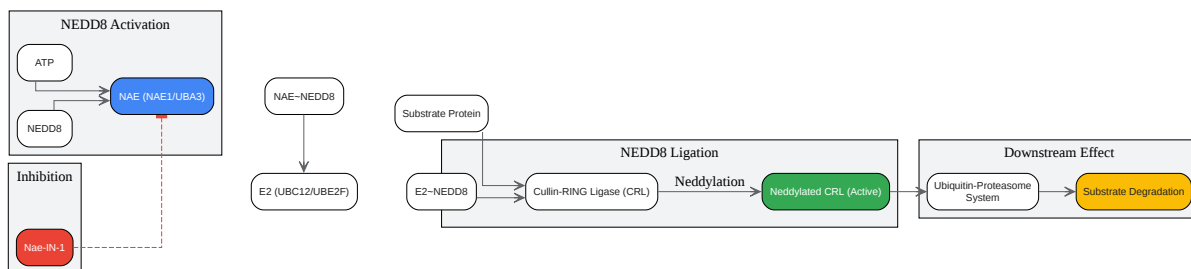 NEDD8 Activation
ATP
NAE (NAE1/UBA3)
NEDD8
Inhibition
Nae-IN-1
NAE~NEDD8
E2 (UBC12/UBE2F)
Substrate Protein
NEDD8 Ligation
E2~NEDD8
Cullin-RING Ligase (CRL)
Neddylation
Neddylated CRL (Active)
Downstream Effect
Ubiquitin-Proteasome
System
Substrate Degradation